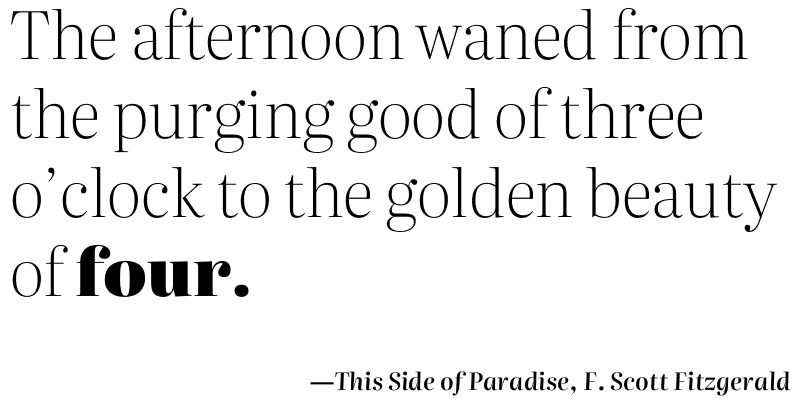 The afternoon waned from
the purging good of three
o’clock to the golden beauty
of four.
—This Side of Paradise, F. Scott Fitzgerald